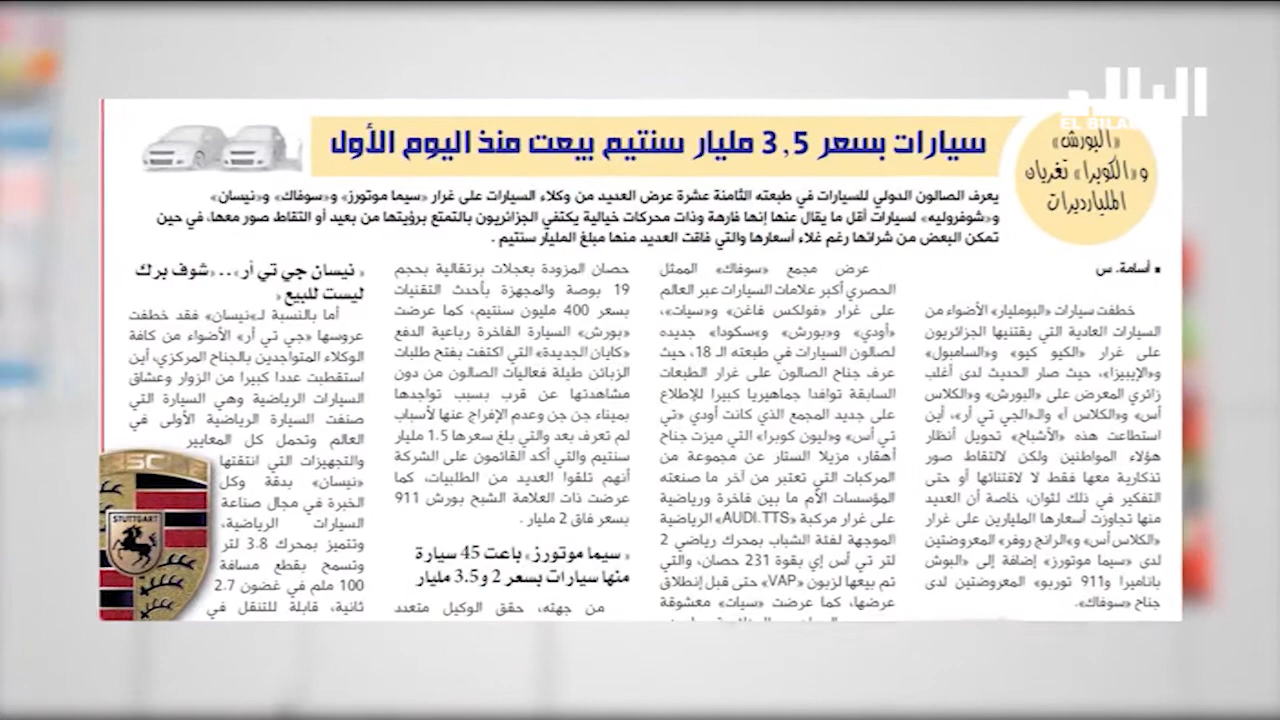 البلاد
EL BILAD
«البورش»
و«الكوبرا» تغريان
المليارديرات
سيارات بسعر 3,5 مليار سنتيم بيعت منذ اليوم الأول
يعرف الصالون الدولي للسيارات في طبعته الثامنة عشرة عرض العديد من وكلاء السيارات على غرار «سيما موتورز» و«سوفاك» و«نيسان»
و«شوفروليه» لسيارات أقل ما يقال عنها إنها فارهة وذات محركات خيالية يكتفي الجزائريون بالتمتع برؤيتها من بعيد أو التقاط صور معها، في حين
تمكن البعض من شرائها رغم غلاء أسعارها والتي فاقت العديد منها مبلغ المليار سنتيم .
▪ أسامة. س
خطفت سيارات «البومليار» الأضواء من
السيارات العادية التي يقتنيها الجزائريون
على غرار «الكيو كيو» و«السامبول»
و«الإيبيزا»، حيث صار الحديث لدى أغلب
زائري المعرض على «البورش» و«الكلاس
أس» و«الكلاس آ» و«الجي تي آر»، أين
استطاعت هذه «الأشباح» تحويل أنظار
هؤلاء المواطنين ولكن لالتقاط صور
تذكارية معها فقط لا لاقتنائها أو حتى
التفكير في ذلك لثوان، خاصة أن العديد
منها تجاوزت أسعارها المليارين على غرار
«الكلاس أس» و«الرانج روفر» المعروضتين
لدى «سيما موتورز» إضافة إلى «البوش
باناميرا و911 توربو» المعروضتين لدى
جناح «سوفاك».
عرض مجمع «سوفاك» الممثل
الحصري أكبر علامات السيارات عبر العالم
على غرار «فولكس فاغن» و«سيات»،
«أودي» و«بورش» و«سكودا» جديده
لصالون السيارات في طبعته الـ 18، حيث
عرف جناح الصالون على غرار الطبعات
السابقة توافدا جماهيريا كبيرا للإطلاع
على جديد المجمع الذي كانت أودي «تي
تي أس» و«ليون كوبرا» التي ميزت جناح
أهقار، مزيلا الستار عن مجموعة من
المركبات التي تعتبر من آخر ما صنعته
المؤسسات الأم ما بين فاخرة ورياضية
على غرار مركبة «AUDI.TTS» الرياضية
الموجهة لفئة الشباب بمحرك رياضي 2
لتر تي أس إي بقوة 231 حصان، والتي
تم بيعها لزبون «VAP» حتى قبل إنطلاق
عرضها، كما عرضت «سيات» معشوقة
حصان المزودة بعجلات برتقالية بحجم
19 بوصة والمجهزة بأحدث التقنيات
بسعر 400 مليون سنتيم، كما عرضت
«بورش» السيارة الفاخرة رباعية الدفع
«كايان الجديدة» التي اكتفت بفتح طلبات
الزبائن طيلة فعاليات الصالون من دون
مشاهدتها عن قرب بسبب تواجدها
بميناء جن جن وعدم الإفراج عنها لأسباب
لم تعرف بعد والتي بلغ سعرها 1.5 مليار
سنتيم والتي أكد القائمون على الشركة
أنهم تلقوا العديد من الطلبيات، كما
عرضت ذات العلامة الشيح بورش 911
بسعر فاق 2 مليار .
« سيما موتورز» باعت 45 سيارة
منها سيارات بسعر 2 و3.5 مليار
من جهته، حقق الوكيل متعدد
« نيسان جي تي أر».. «شوف برك
ليست للبيع «
أما بالنسبة لـ«نيسان» فقد خطفت
عروسها «جي تي أر» الأضواء من كافة
الوكلاء المتواجدين بالجناح المركزي، أين
استقطبت عددا كبيرا من الزوار وعشاق
السيارات الرياضية وهي السيارة التي
صنفت السيارة الرياضية الأولى في
العالم وتحمل كل المعايير
والتجهيزات التي انتقتها
«نيسان» بدقة وكل
الخبرة في مجال صناعة
السيارات الرياضية،
وتتميز بمحرك 3.8 لتر
وتسمح بقطع مسافة
100 ملم في غضون 2.7
ثانية، قابلة للتنقل في
STUTTGART